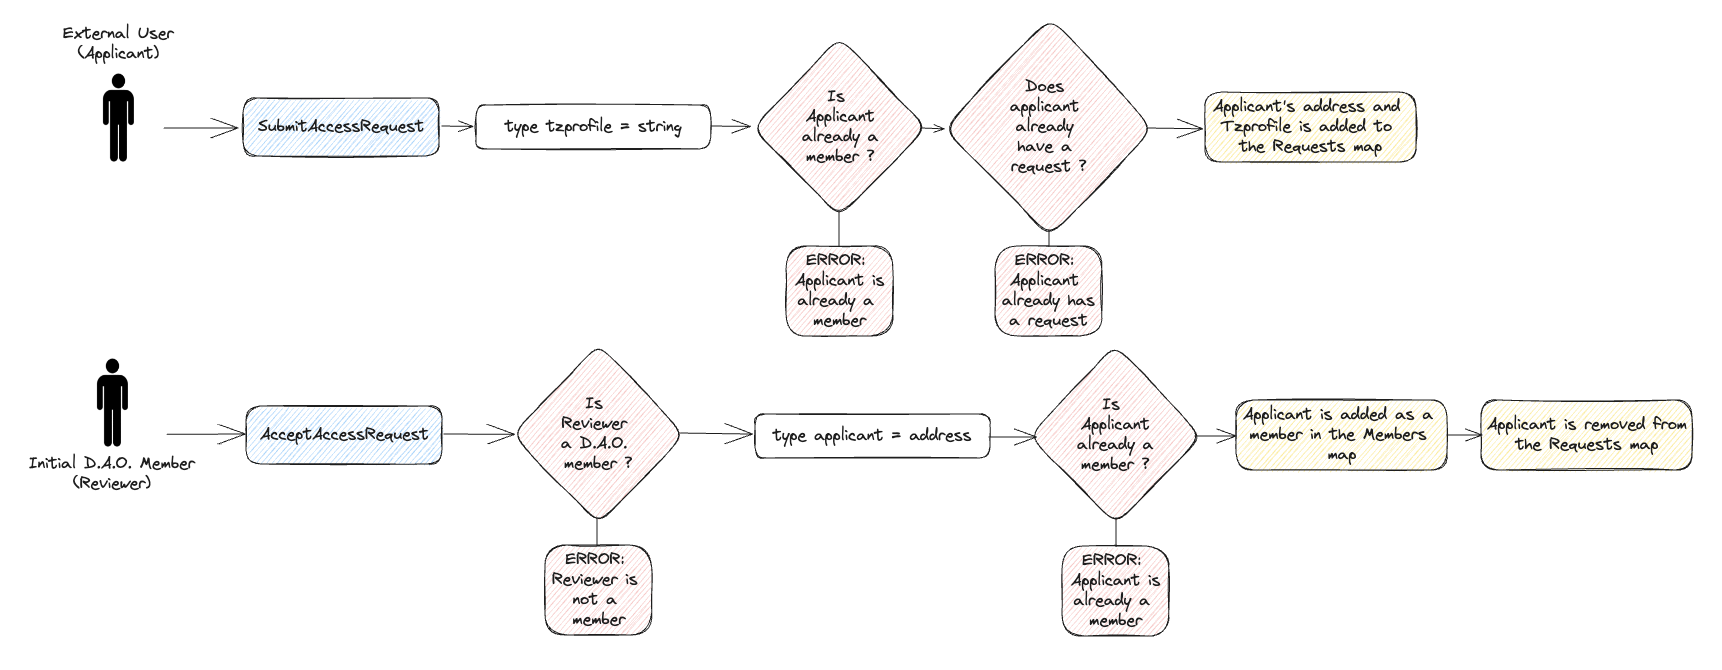 External User
(Applicant)
SubmitAccessRequest
type tzprofile = string
Is
Applicant
already a
member ?
Does
applicant
already
have a
request ?
Applicant's address and
Tzprofile is added to
the Requests map
ERROR:
Applicant is
already a
member
ERROR:
Applicant
already has
a request
Initial D.A.O. Member
(Reviewer)
AcceptAccessRequest
Is
Reviewer
a D.A.O.
member ?
type applicant = address
Is
Applicant
already a
member ?
Applicant is added as a
member in the Members
map
Applicant is removed from
the Requests map
ERROR:
Reviewer is
not a
member
ERROR:
Applicant is
already a
member